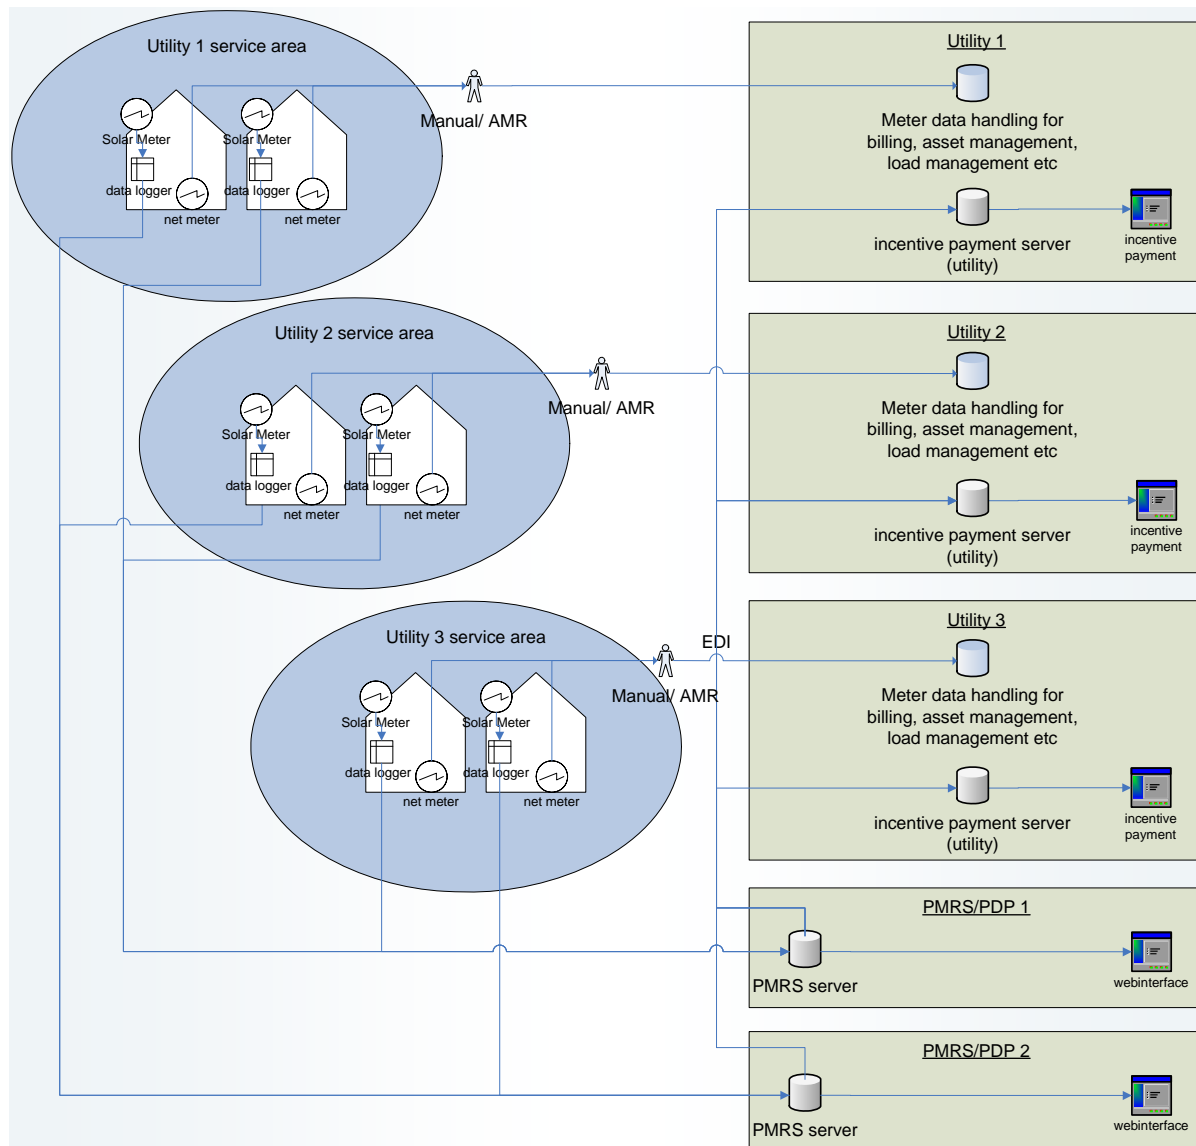 Utility 1 service area
Solar Meter
Solar Meter
data logger
data logger
net meter
net meter
Manual/ AMR
Utility 1
Meter data handling for
billing, asset management,
load management etc
incentive payment server
(utility)
incentive
payment
Utility 2 service area
Solar Meter
Solar Meter
data logger
data logger
net meter
net meter
Manual/ AMR
Utility 2
Meter data handling for
billing, asset management,
load management etc
incentive payment server
(utility)
incentive
payment
Utility 3 service area
Solar Meter
Solar Meter
data logger
data logger
net meter
net meter
Manual/ AMR
EDI
Utility 3
Meter data handling for
billing, asset management,
load management etc
incentive payment server
(utility)
incentive
payment
PMRS/PDP 1
PMRS server
webinterface
PMRS/PDP 2
PMRS server
webinterface